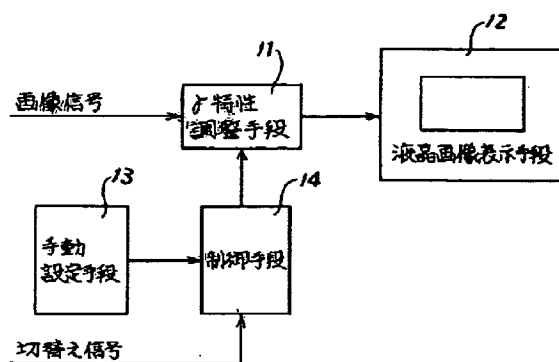 12
11
画像信号
γ特性
調整手段
液晶画像表示手段
13
14
手動
設定手段
制御手段
切替え信号